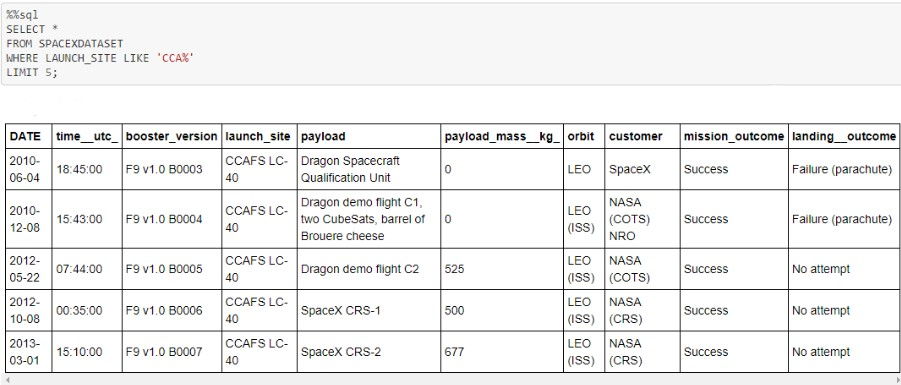 %%sql
SELECT *
FROM SPACEXDATASET
WHERE LAUNCH_SITE LIKE 'CCA%'
LIMIT 5;
DATE time__utc_ booster_version launch_site payload payload_mass__kg_ orbit customer mission_outcome landing__outcome
2010-06-04 18:45:00 F9 v1.0 B0003 CCAFS LC-40 Dragon Spacecraft Qualification Unit 0 LEO SpaceX Success Failure (parachute)
2010-12-08 15:43:00 F9 v1.0 B0004 CCAFS LC-40 Dragon demo flight C1, two CubeSats, barrel of Brouere cheese 0 LEO (ISS) NASA (COTS) NRO Success Failure (parachute)
2012-05-22 07:44:00 F9 v1.0 B0005 CCAFS LC-40 Dragon demo flight C2 525 LEO (ISS) NASA (COTS) Success No attempt
2012-10-08 00:35:00 F9 v1.0 B0006 CCAFS LC-40 SpaceX CRS-1 500 LEO (ISS) NASA (CRS) Success No attempt
2013-03-01 15:10:00 F9 v1.0 B0007 CCAFS LC-40 SpaceX CRS-2 677 LEO (ISS) NASA (CRS) Success No attempt